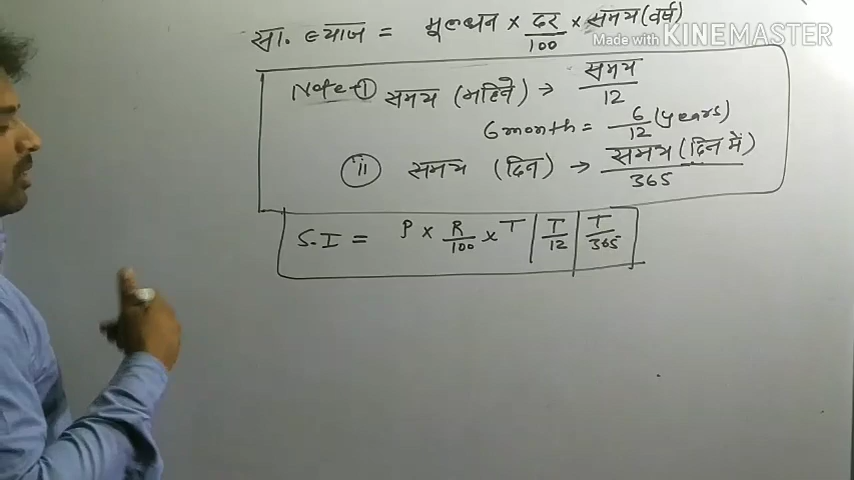 सा. ब्याज = मूलधन × दर/100 × समय (वर्ष)
Made with KINEMASTER
Note ① समय (महिने) → समय/12
6 month = 6/12 (years)
ii समय (दिन) → समय (दिन में)/365
S.I = P × R/100 × T | T/12 | T/365